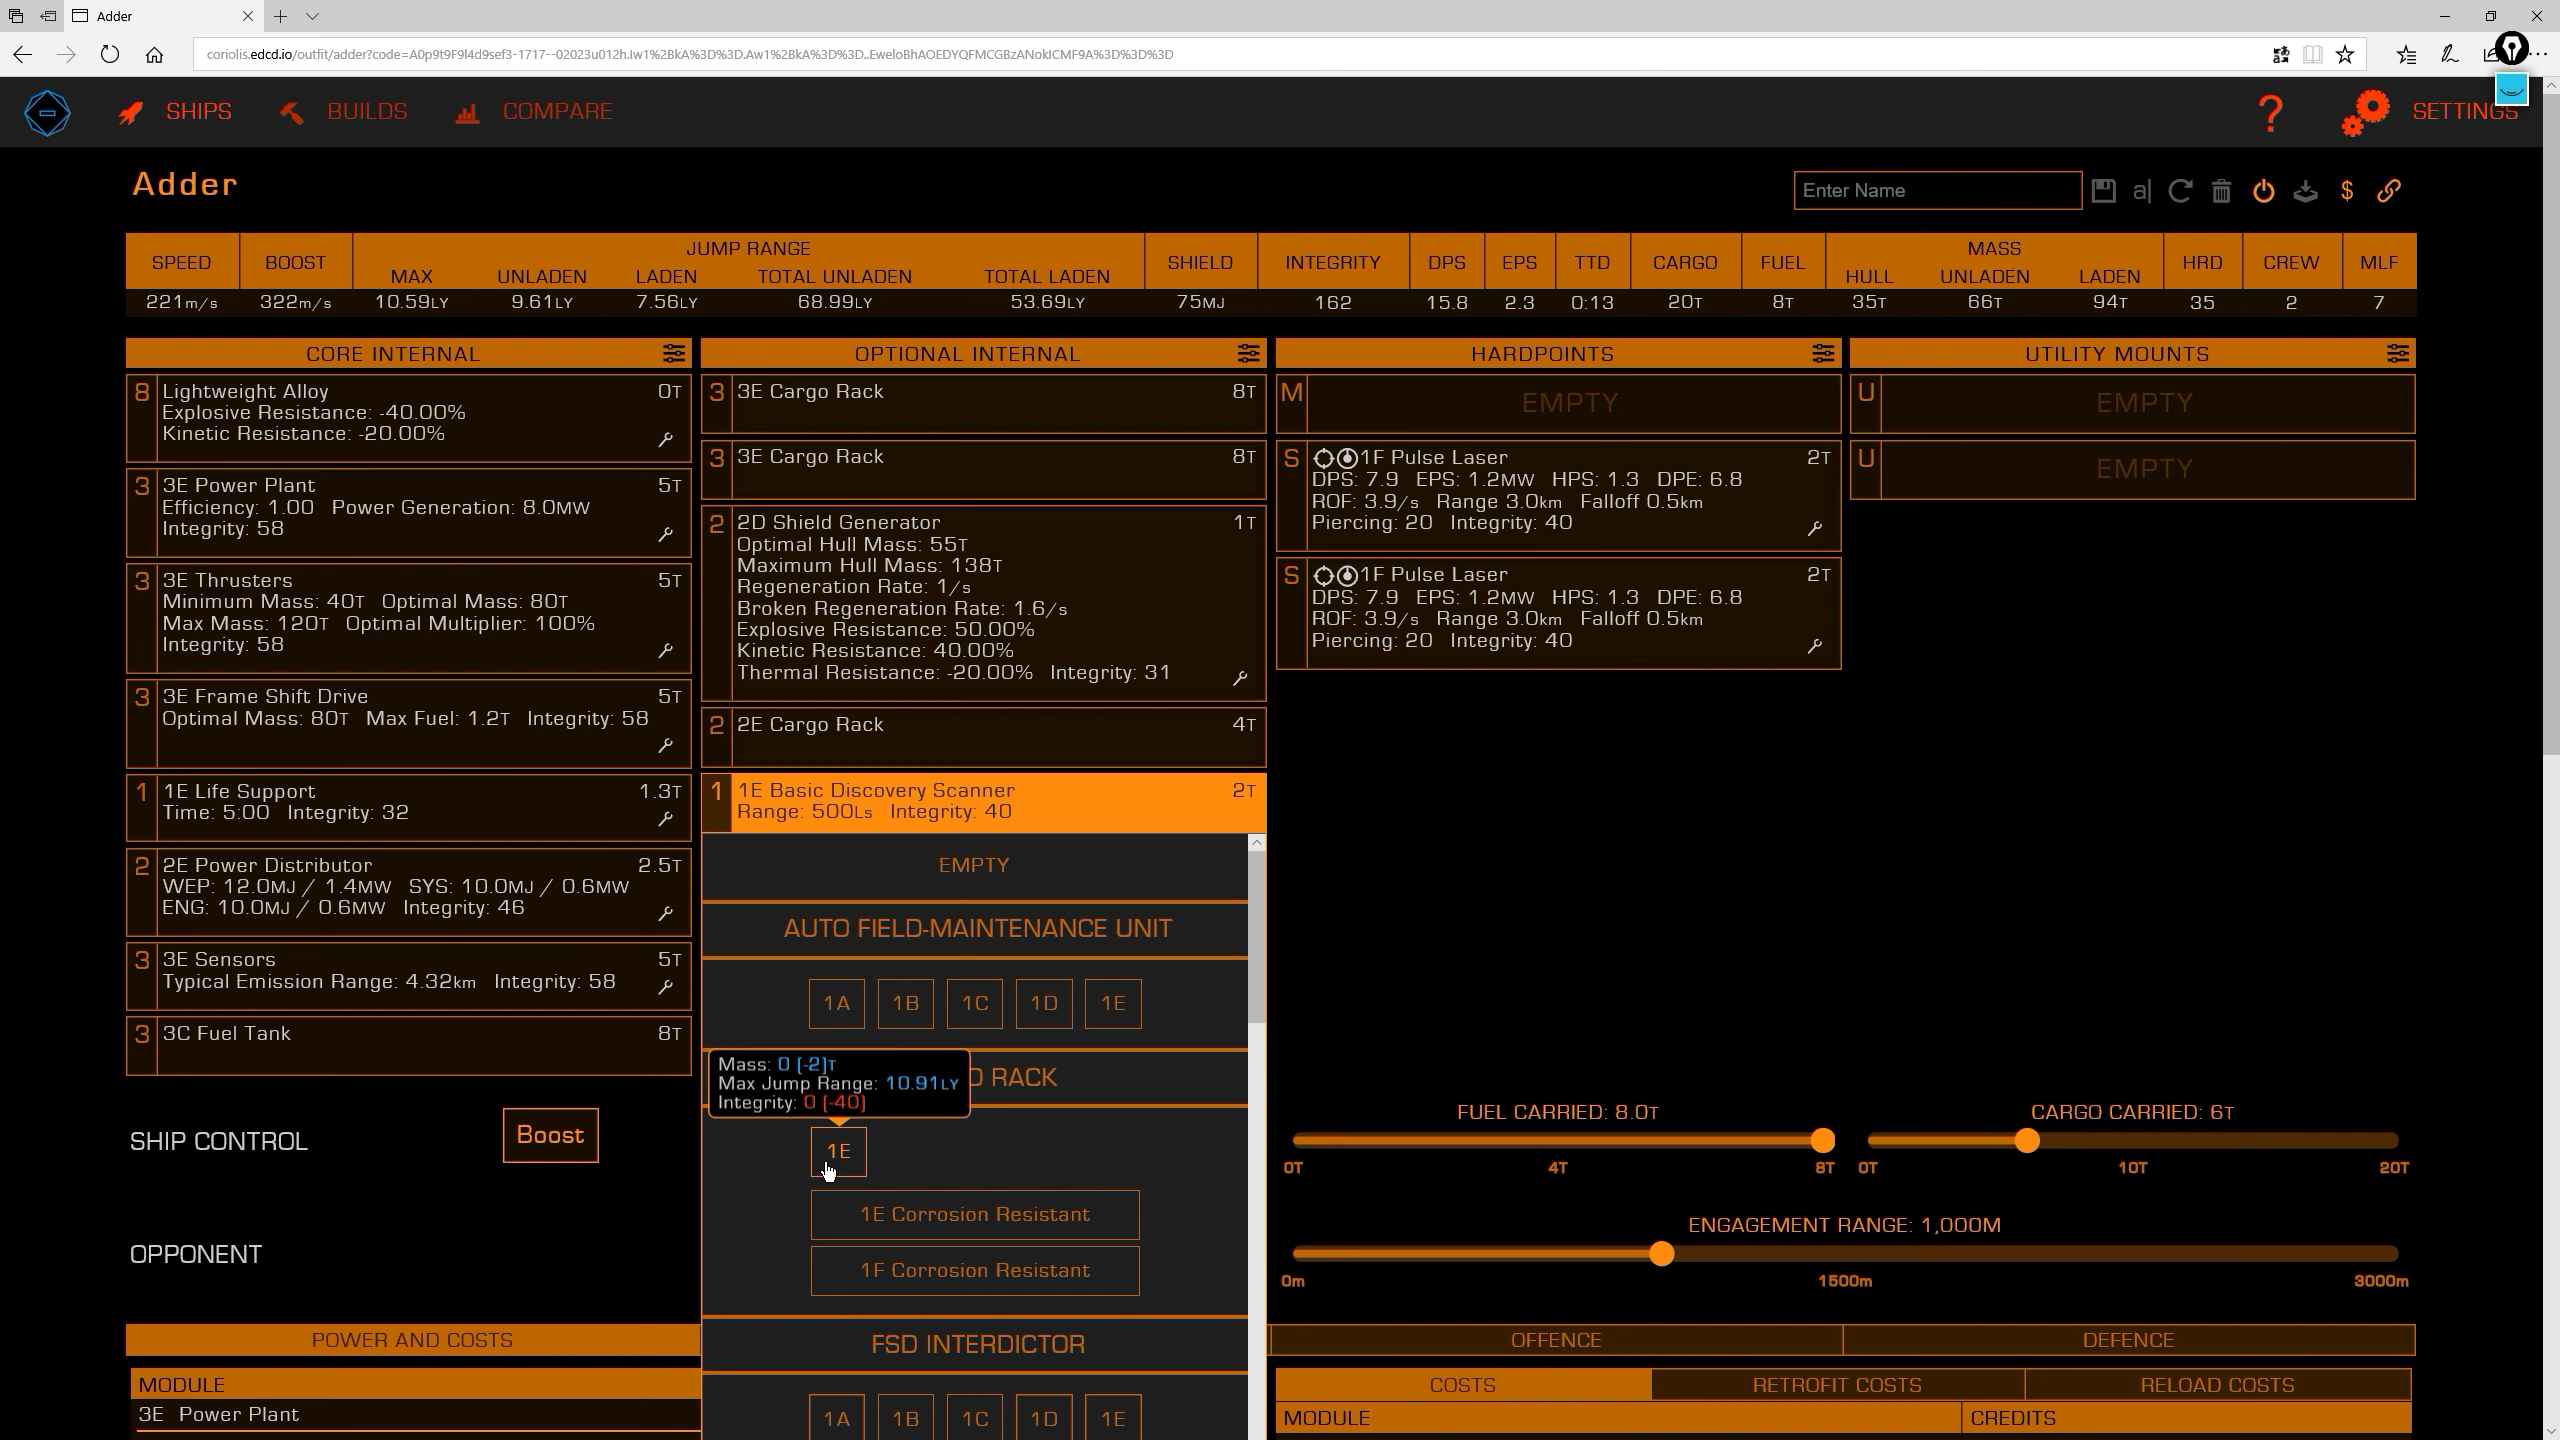 Adder
coriolis.edcd.io/outfit/adder?code=A0p9t9F9l4d9sef3-1717--02023u012h.Iw1%2BkA%3D%3D.Aw1%2BkA%3D%3D..EweloBhAOEDYQFMCGBzANokICMF9A%3D%3D%3D
SHIPS BUILDS COMPARE ? SETTINGS
Adder
Enter Name a| $
JUMP RANGE MASS
SPEED BOOST SHIELD INTEGRITY DPS EPS TTD CARGO FUEL HRD CREW MLF
MAX UNLADEN LADEN TOTAL UNLADEN TOTAL LADEN HULL UNLADEN LADEN
221m/s 322m/s 10.59LY 9.61LY 7.56LY 68.99LY 53.69LY 75MJ 162 15.8 2.3 0:13 20T 8T 35T 66T 94T 35 2 7
CORE INTERNAL
8 Lightweight Alloy 0T
Explosive Resistance: -40.00%
Kinetic Resistance: -20.00%
3 3E Power Plant 5T
Efficiency: 1.00 Power Generation: 8.0MW
Integrity: 58
3 3E Thrusters 5T
Minimum Mass: 40T Optimal Mass: 80T
Max Mass: 120T Optimal Multiplier: 100%
Integrity: 58
3 3E Frame Shift Drive 5T
Optimal Mass: 80T Max Fuel: 1.2T Integrity: 58
1 1E Life Support 1.3T
Time: 5:00 Integrity: 32
2 2E Power Distributor 2.5T
WEP: 12.0MJ / 1.4MW SYS: 10.0MJ / 0.6MW
ENG: 10.0MJ / 0.6MW Integrity: 46
3 3E Sensors 5T
Typical Emission Range: 4.32km Integrity: 58
3 3C Fuel Tank 8T
OPTIONAL INTERNAL
3 3E Cargo Rack 8T
3 3E Cargo Rack 8T
2 2D Shield Generator 1T
Optimal Hull Mass: 55T
Maximum Hull Mass: 138T
Regeneration Rate: 1/s
Broken Regeneration Rate: 1.6/s
Explosive Resistance: 50.00%
Kinetic Resistance: 40.00%
Thermal Resistance: -20.00% Integrity: 31
2 2E Cargo Rack 4T
1 1E Basic Discovery Scanner 2T
Range: 500Ls Integrity: 40
EMPTY
AUTO FIELD-MAINTENANCE UNIT
1A 1B 1C 1D 1E
Mass: 0 [-2]T
Max Jump Range: 10.91LY
Integrity: 0 [-40]
RACK
1E
1E Corrosion Resistant
1F Corrosion Resistant
FSD INTERDICTOR
1A 1B 1C 1D 1E
HARDPOINTS
M EMPTY
S 1F Pulse Laser 2T
DPS: 7.9 EPS: 1.2MW HPS: 1.3 DPE: 6.8
ROF: 3.9/s Range 3.0km Falloff 0.5km
Piercing: 20 Integrity: 40
S 1F Pulse Laser 2T
DPS: 7.9 EPS: 1.2MW HPS: 1.3 DPE: 6.8
ROF: 3.9/s Range 3.0km Falloff 0.5km
Piercing: 20 Integrity: 40
UTILITY MOUNTS
U EMPTY
U EMPTY
SHIP CONTROL Boost
OPPONENT
FUEL CARRIED: 8.0T
0T 4T 8T
CARGO CARRIED: 6T
0T 10T 20T
ENGAGEMENT RANGE: 1,000M
0m 1500m 3000m
POWER AND COSTS OFFENCE DEFENCE
MODULE
3E Power Plant
COSTS RETROFIT COSTS RELOAD COSTS
MODULE CREDITS